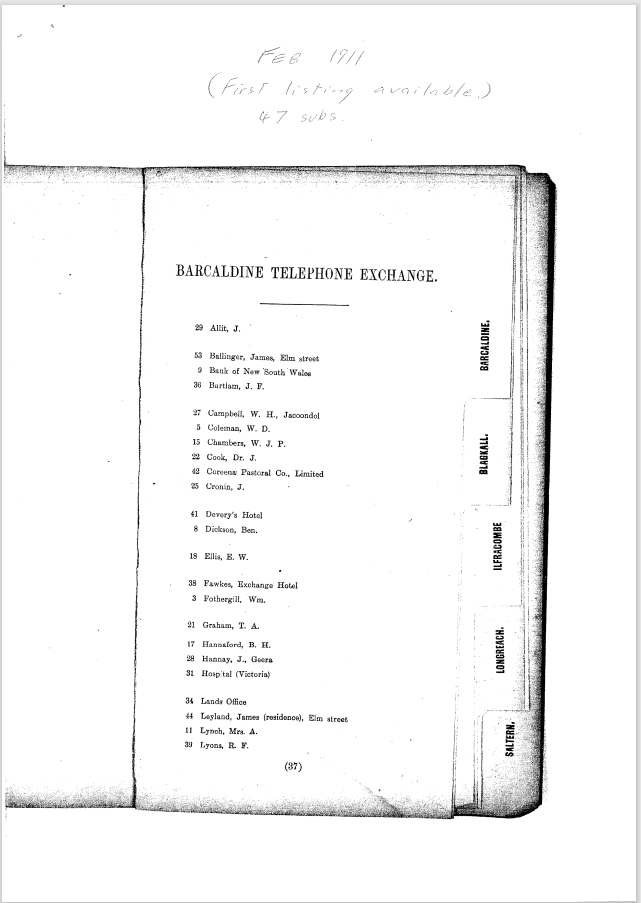 FEB 1911
(First listing available.)
47 subs.
BARCALDINE TELEPHONE EXCHANGE.
29 Allit, J.
53 Ballinger, James, Elm street
9 Bank of New South Wales
36 Bartlam, J. F.
27 Campbell, W. H., Jacoondol
5 Coleman, W. D.
15 Chambers, W. J. P.
22 Cook, Dr. J.
42 Coreena Pastoral Co., Limited
25 Cronin, J.
41 Devery's Hotel
8 Dickson, Ben.
18 Ellis, E. W.
38 Fawkes, Exchange Hotel
3 Fothergill, Wm.
21 Graham, T. A.
17 Hannaford, B. H.
28 Hannay, J., Geera
31 Hospital (Victoria)
34 Lands Office
44 Leyland, James (residence), Elm street
11 Lynch, Mrs. A.
39 Lyons, R. F.
(37)
BARCALDINE.
BLACKALL.
ILFRACOMBE
LONGREACH.
SALTERN.